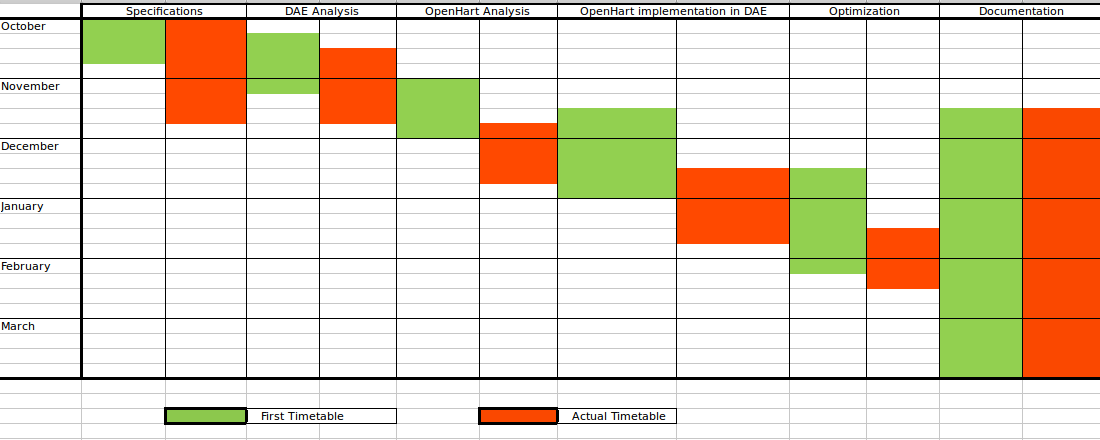 Specifications DAE Analysis OpenHart Analysis OpenHart implementation in DAE Optimization Documentation
October
November
December
January
February
March
First Timetable Actual Timetable